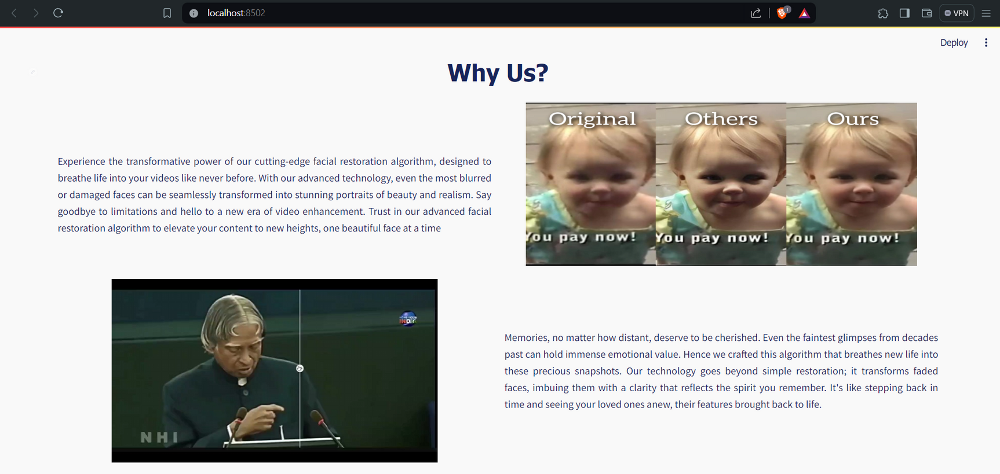 localhost:8502
1
VPN
Deploy
Why Us?
Original Others Ours
You pay now! You pay now! You pay now!
Experience the transformative power of our cutting-edge facial restoration algorithm, designed to
breathe life into your videos like never before. With our advanced technology, even the most blurred
or damaged faces can be seamlessly transformed into stunning portraits of beauty and realism. Say
goodbye to limitations and hello to a new era of video enhancement. Trust in our advanced facial
restoration algorithm to elevate your content to new heights, one beautiful face at a time
NHI
Memories, no matter how distant, deserve to be cherished. Even the faintest glimpses from decades
past can hold immense emotional value. Hence we crafted this algorithm that breathes new life into
these precious snapshots. Our technology goes beyond simple restoration; it transforms faded
faces, imbuing them with a clarity that reflects the spirit you remember. It's like stepping back in
time and seeing your loved ones anew, their features brought back to life.